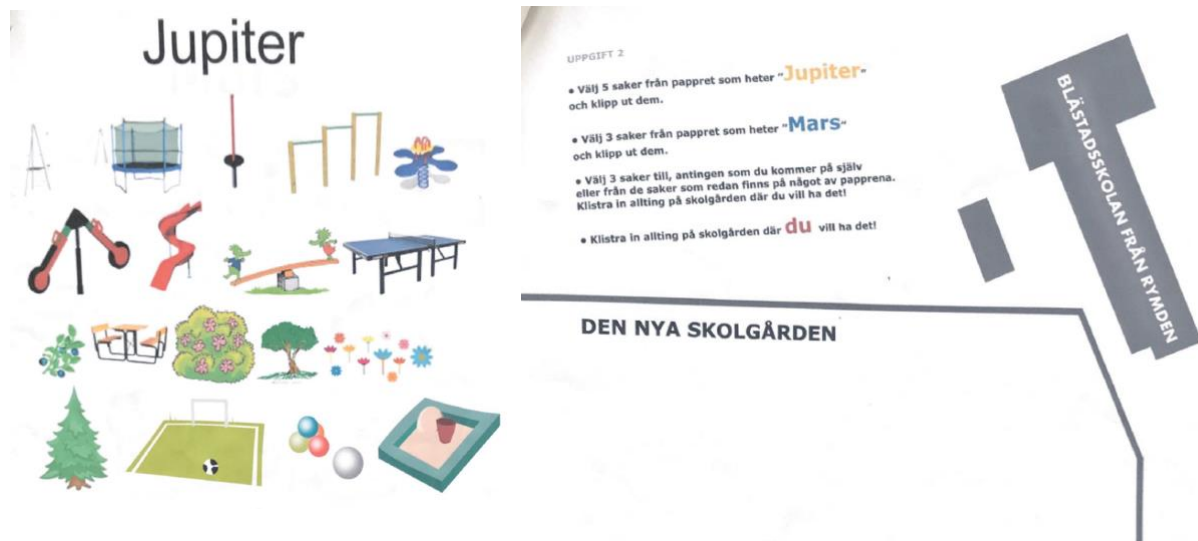 Jupiter
UPPGIFT 2
• Välj 5 saker från pappret som heter "Jupiter"
och klipp ut dem.
• Välj 3 saker från pappret som heter "Mars"
och klipp ut dem.
• Välj 3 saker till, antingen som du kommer på själv
eller från de saker som redan finns på något av papprena.
Klistra in allting på skolgården där du vill ha det!
• Klistra in allting på skolgården där du vill ha det!
BLÄSTADSSKOLAN FRÅN RYMDEN
DEN NYA SKOLGÅRDEN